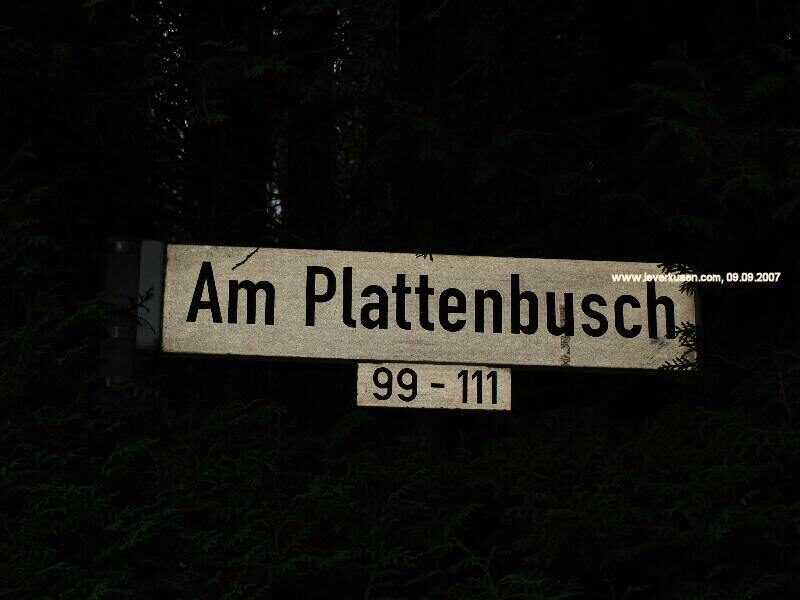 Am Plattenbusch
www.leverkusen.com, 09.09.2007
99 - 111